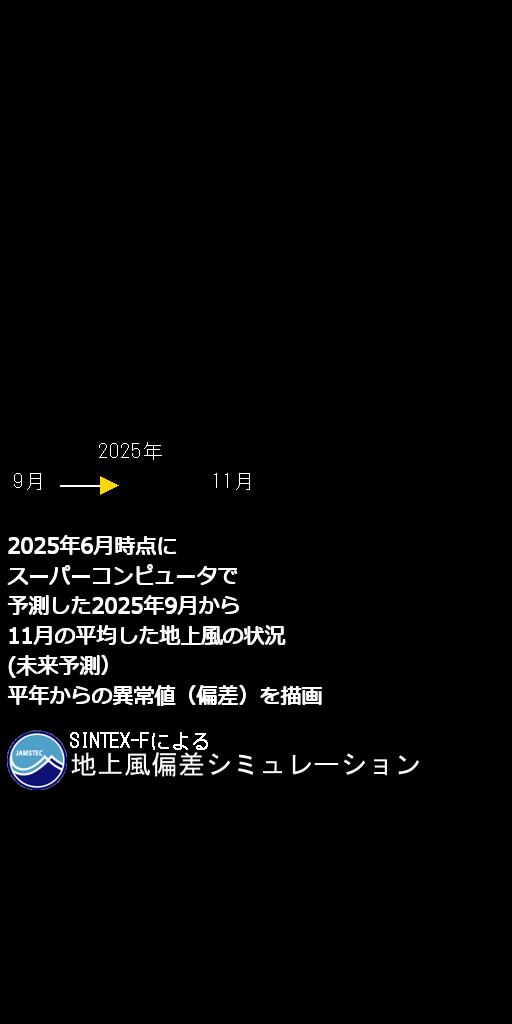 2025年
9月 11月
2025年6月時点に
スーパーコンピュータで
予測した2025年9月から
11月の平均した地上風の状況
(未来予測）
平年からの異常値（偏差）を描画
JAMSTEC
SINTEX-Fによる
地上風偏差シミュレーション